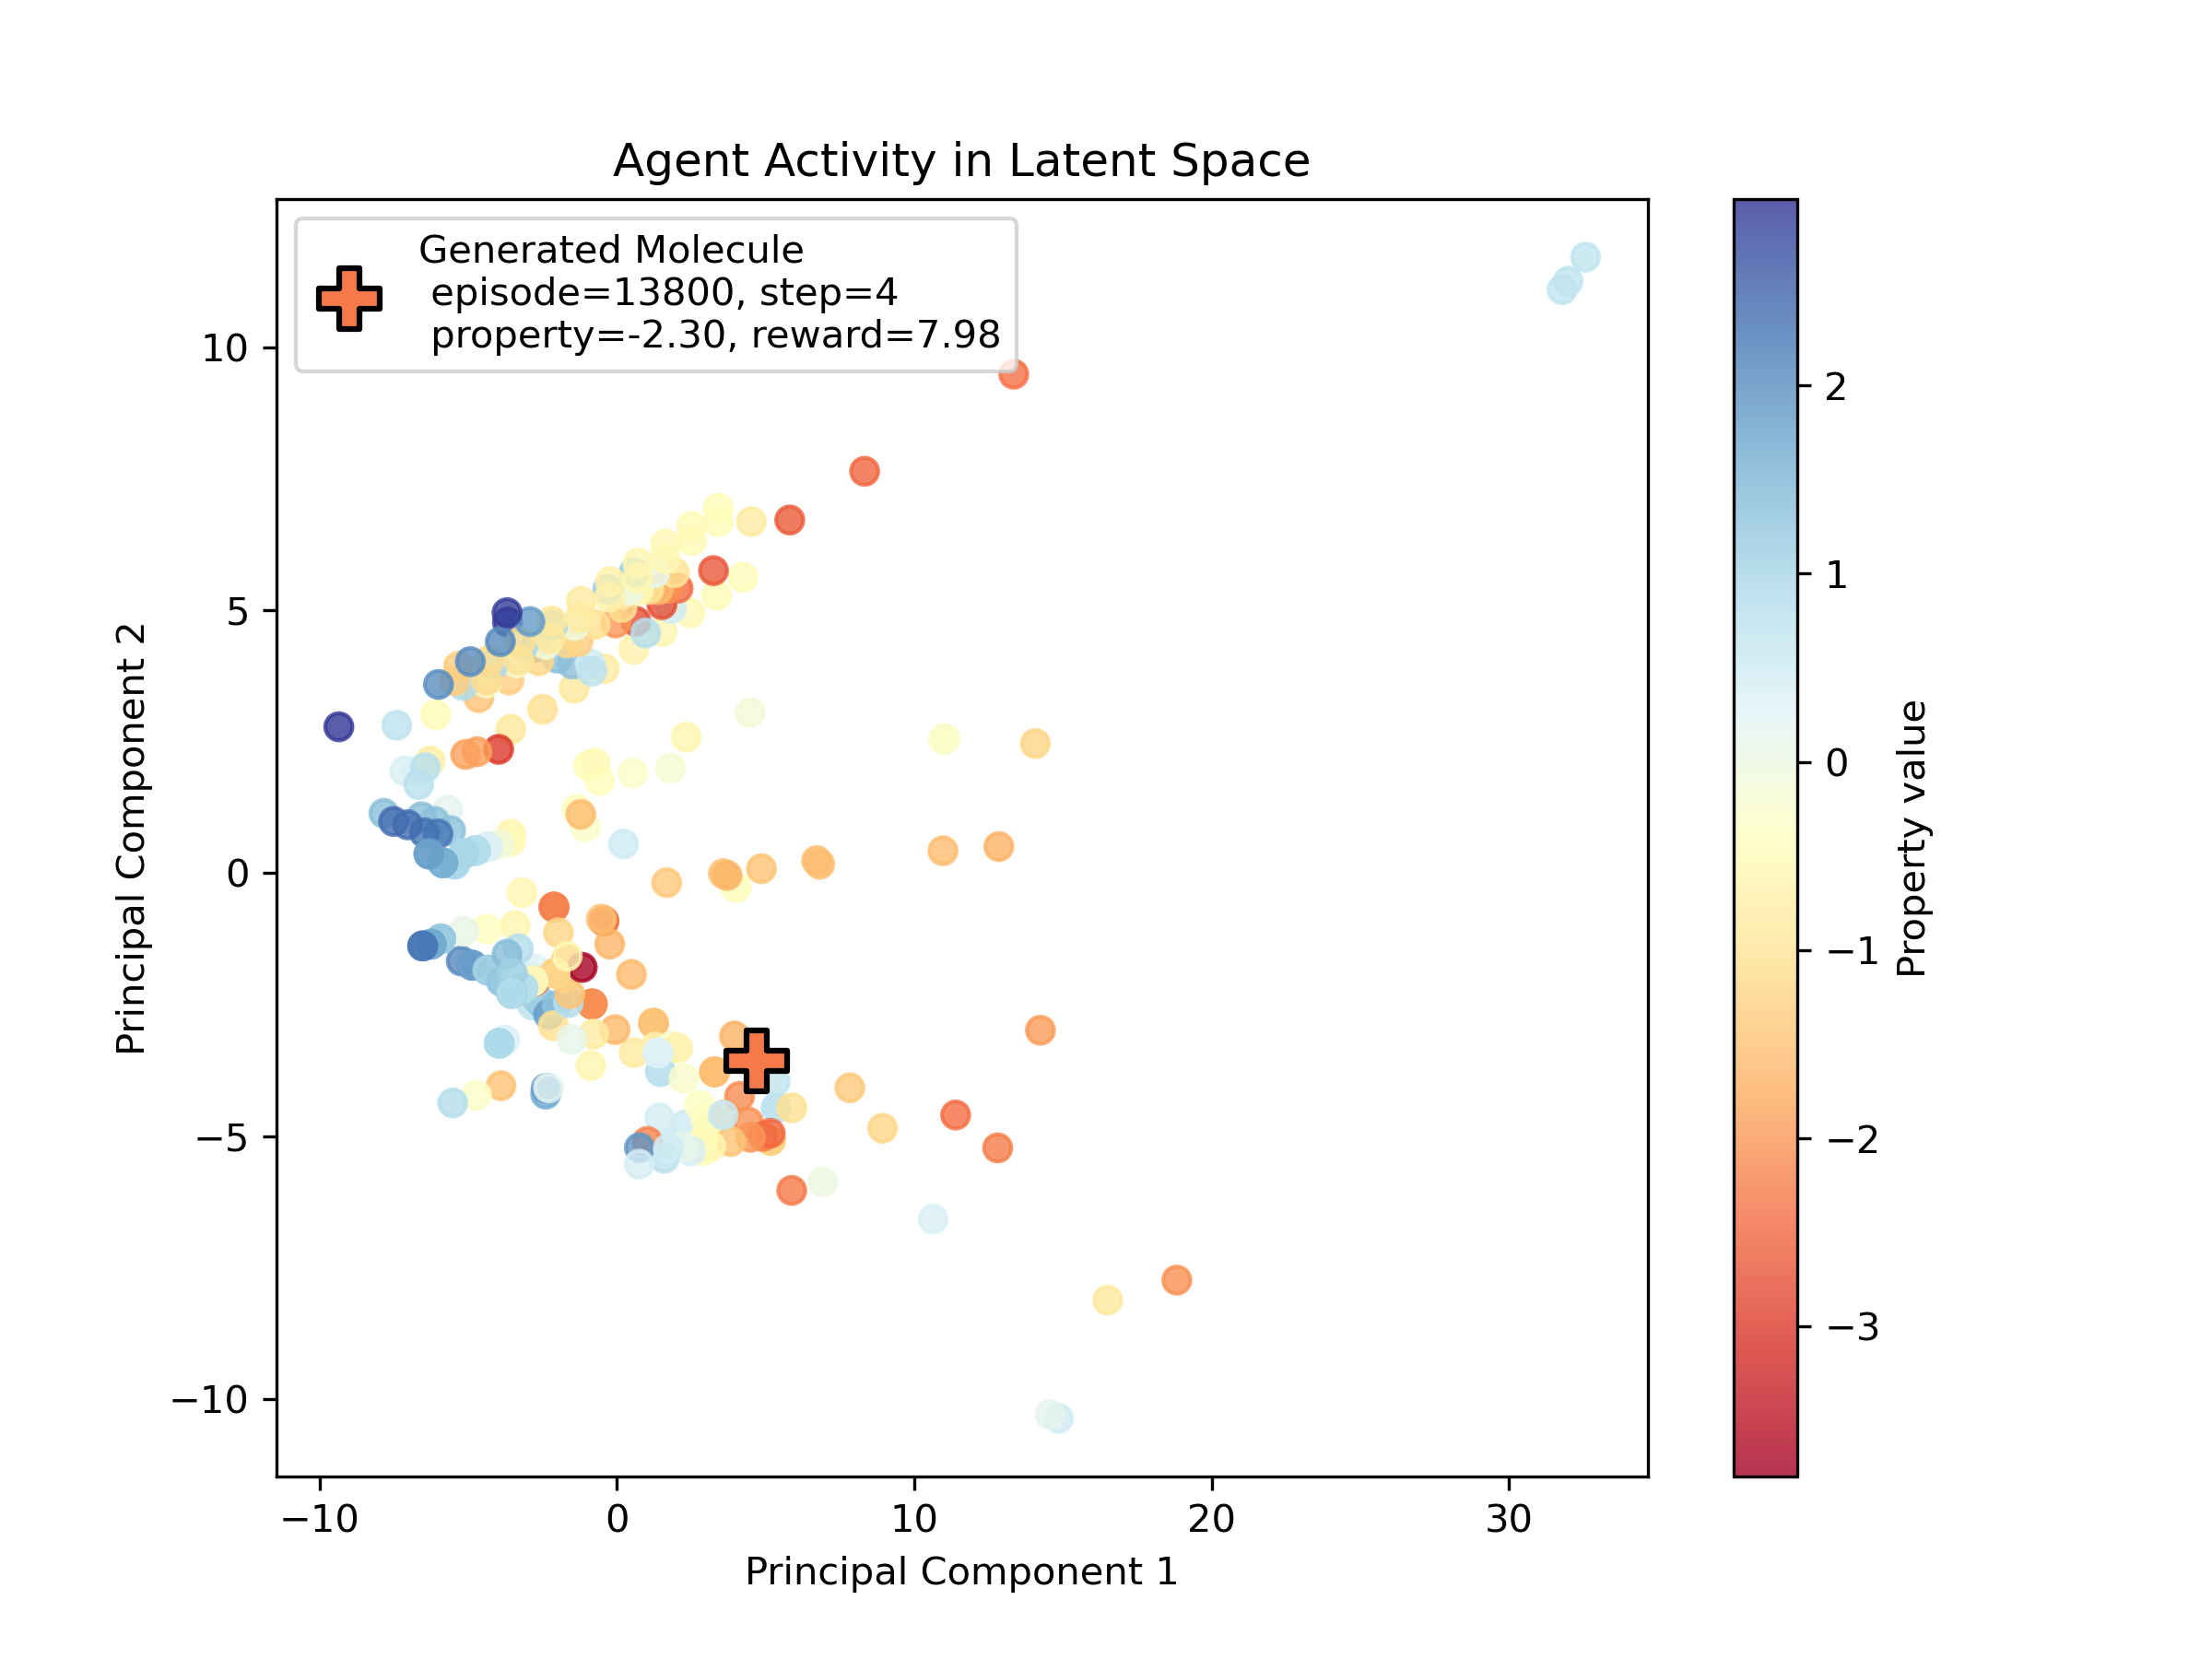 Agent Activity in Latent Space
Generated Molecule
episode=13800, step=4
property=-2.30, reward=7.98
10
5
0
−5
−10
Principal Component 2
−10
0
10
20
30
Principal Component 1
2
1
0
−1
−2
−3
Property value